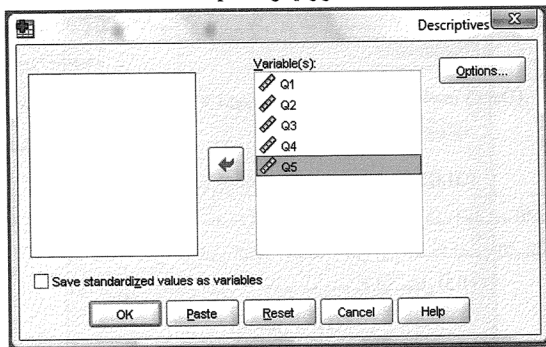 Descriptives
Variable(s):
Options...
Q1
Q2
Q3
Q4
Q5
Save standardized values as variables
OK Paste Reset Cancel Help